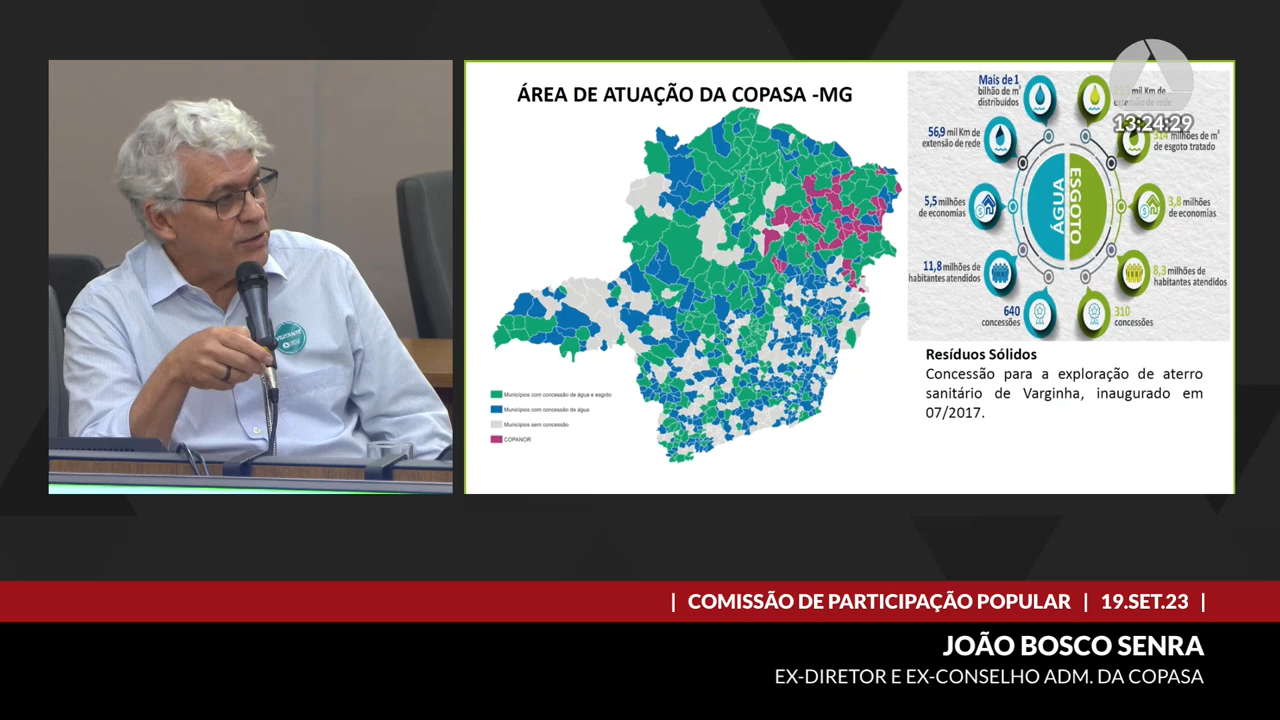 ÁREA DE ATUAÇÃO DA COPASA -MG
Municípios com concessão de água e esgoto
Municípios com concessão de água
Municípios sem concessão
COPANOR
VISITANTE
Mais de 1
bilhão de m³
distribuídos
56,9 mil Km de
extensão de rede
5,5 milhões
de economias
11,8 milhões de
habitantes atendidos
640
concessões
ÁGUA
ESGOTO
mil Km de
extensão de rede
13:24:29
milhões de m³
de esgoto tratado
3,8 milhões
de economias
8,3 milhões de
habitantes atendidos
310
concessões
Resíduos Sólidos
Concessão para a exploração de aterro
sanitário de Varginha, inaugurado em
07/2017.
| COMISSÃO DE PARTICIPAÇÃO POPULAR | 19.SET.23 |
JOÃO BOSCO SENRA
EX-DIRETOR E EX-CONSELHO ADM. DA COPASA